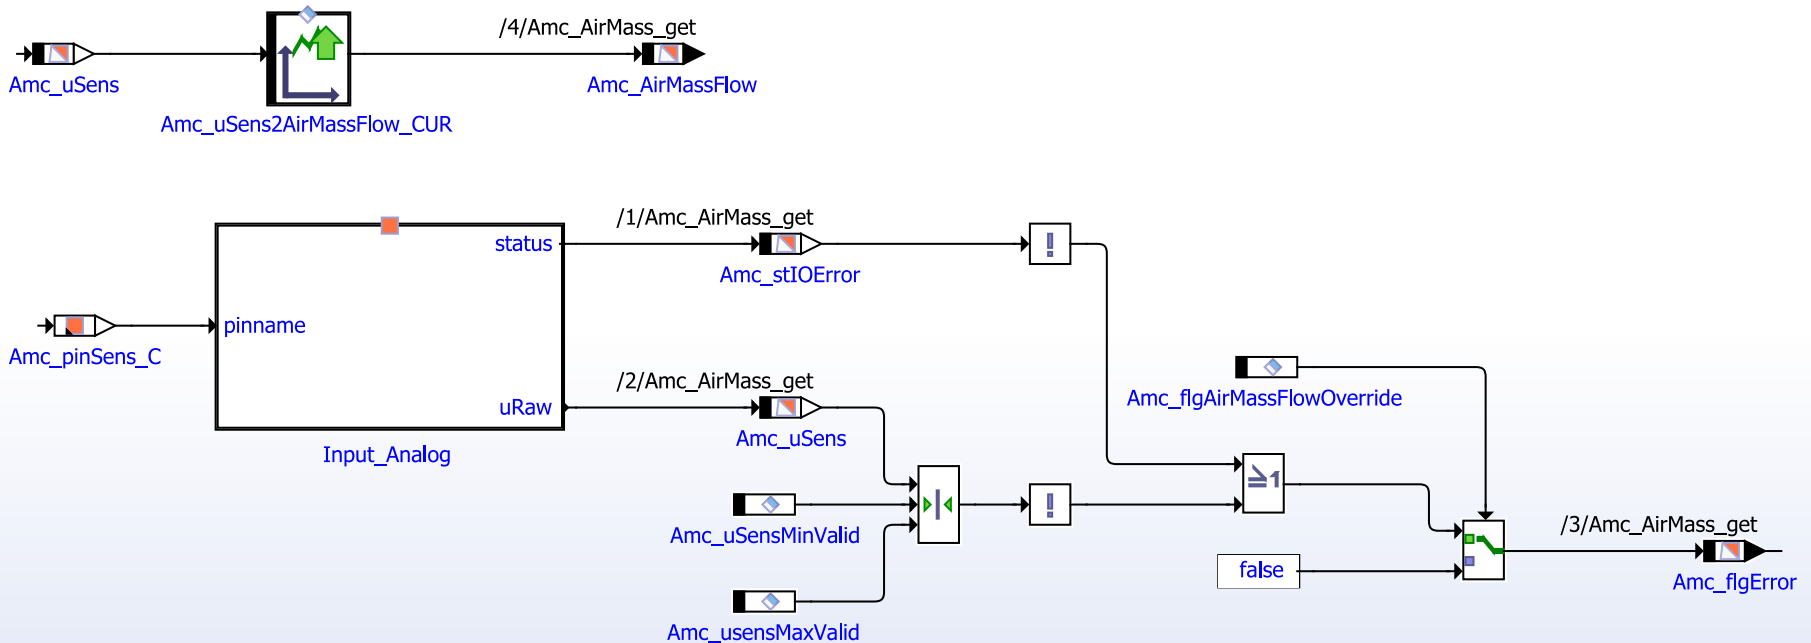 /4/Amc_AirMass_get
Amc_uSens
Amc_AirMassFlow
Amc_uSens2AirMassFlow_CUR
/1/Amc_AirMass_get
status
!
Amc_stIOError
pinname
Amc_pinSens_C
/2/Amc_AirMass_get
Amc_flgAirMassFlowOverride
uRaw
Amc_uSens
Input_Analog
≥1
!
Amc_uSensMinValid
/3/Amc_AirMass_get
false
Amc_flgError
Amc_usensMaxValid